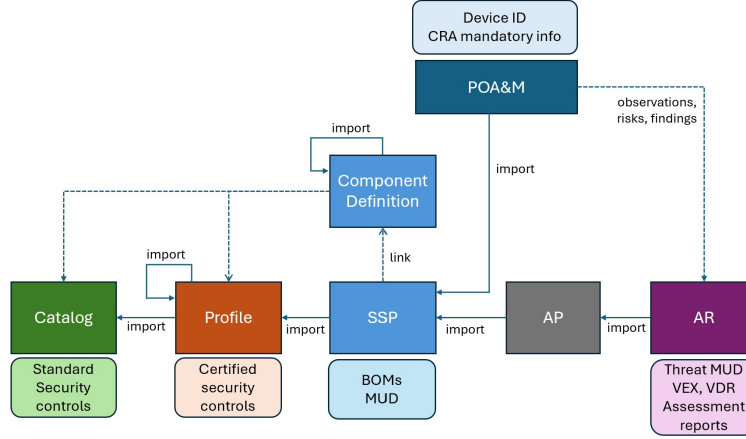 Device ID
CRA mandatory info
POA&M
observations,
risks, findings
import
Component
Definition
import
link
import
Catalog
import
Profile
import
SSP
import
AP
import
AR
Standard
Security
controls
Certified
security
controls
BOMs
MUD
Threat MUD
VEX, VDR
Assessment
reports